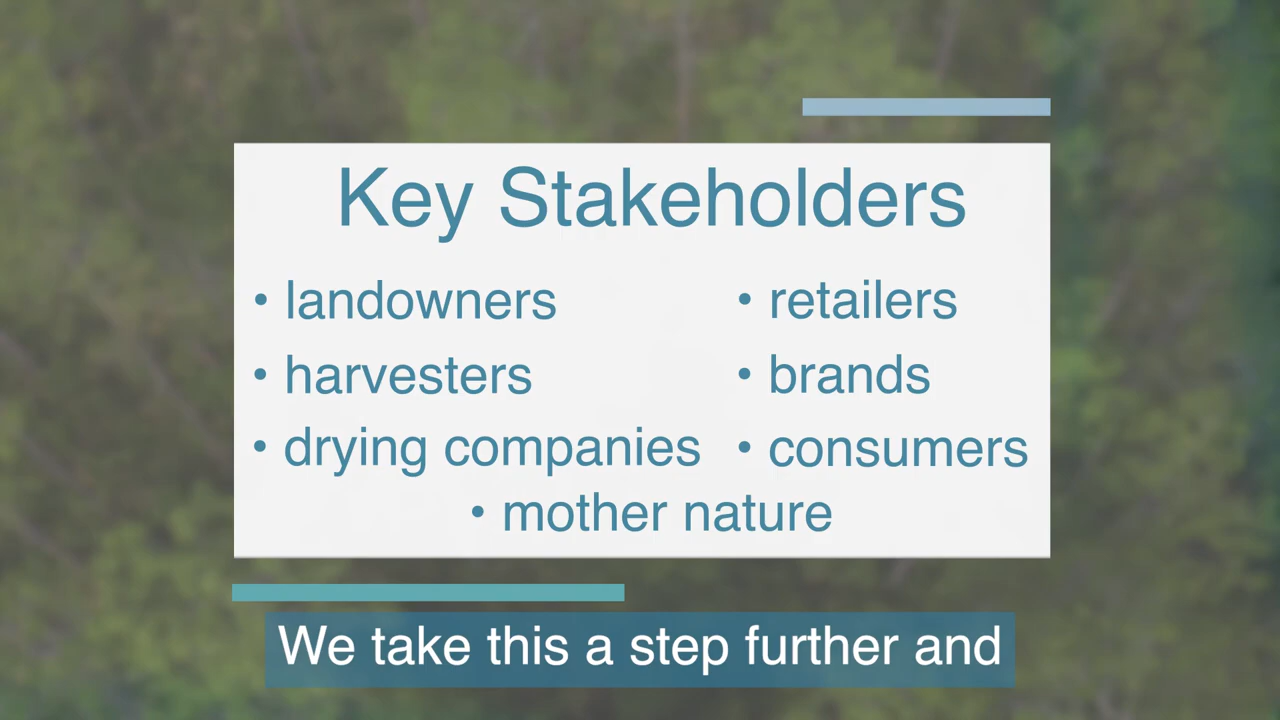 Key Stakeholders
• landowners
• harvesters
• drying companies
• retailers
• brands
• consumers
• mother nature
We take this a step further and